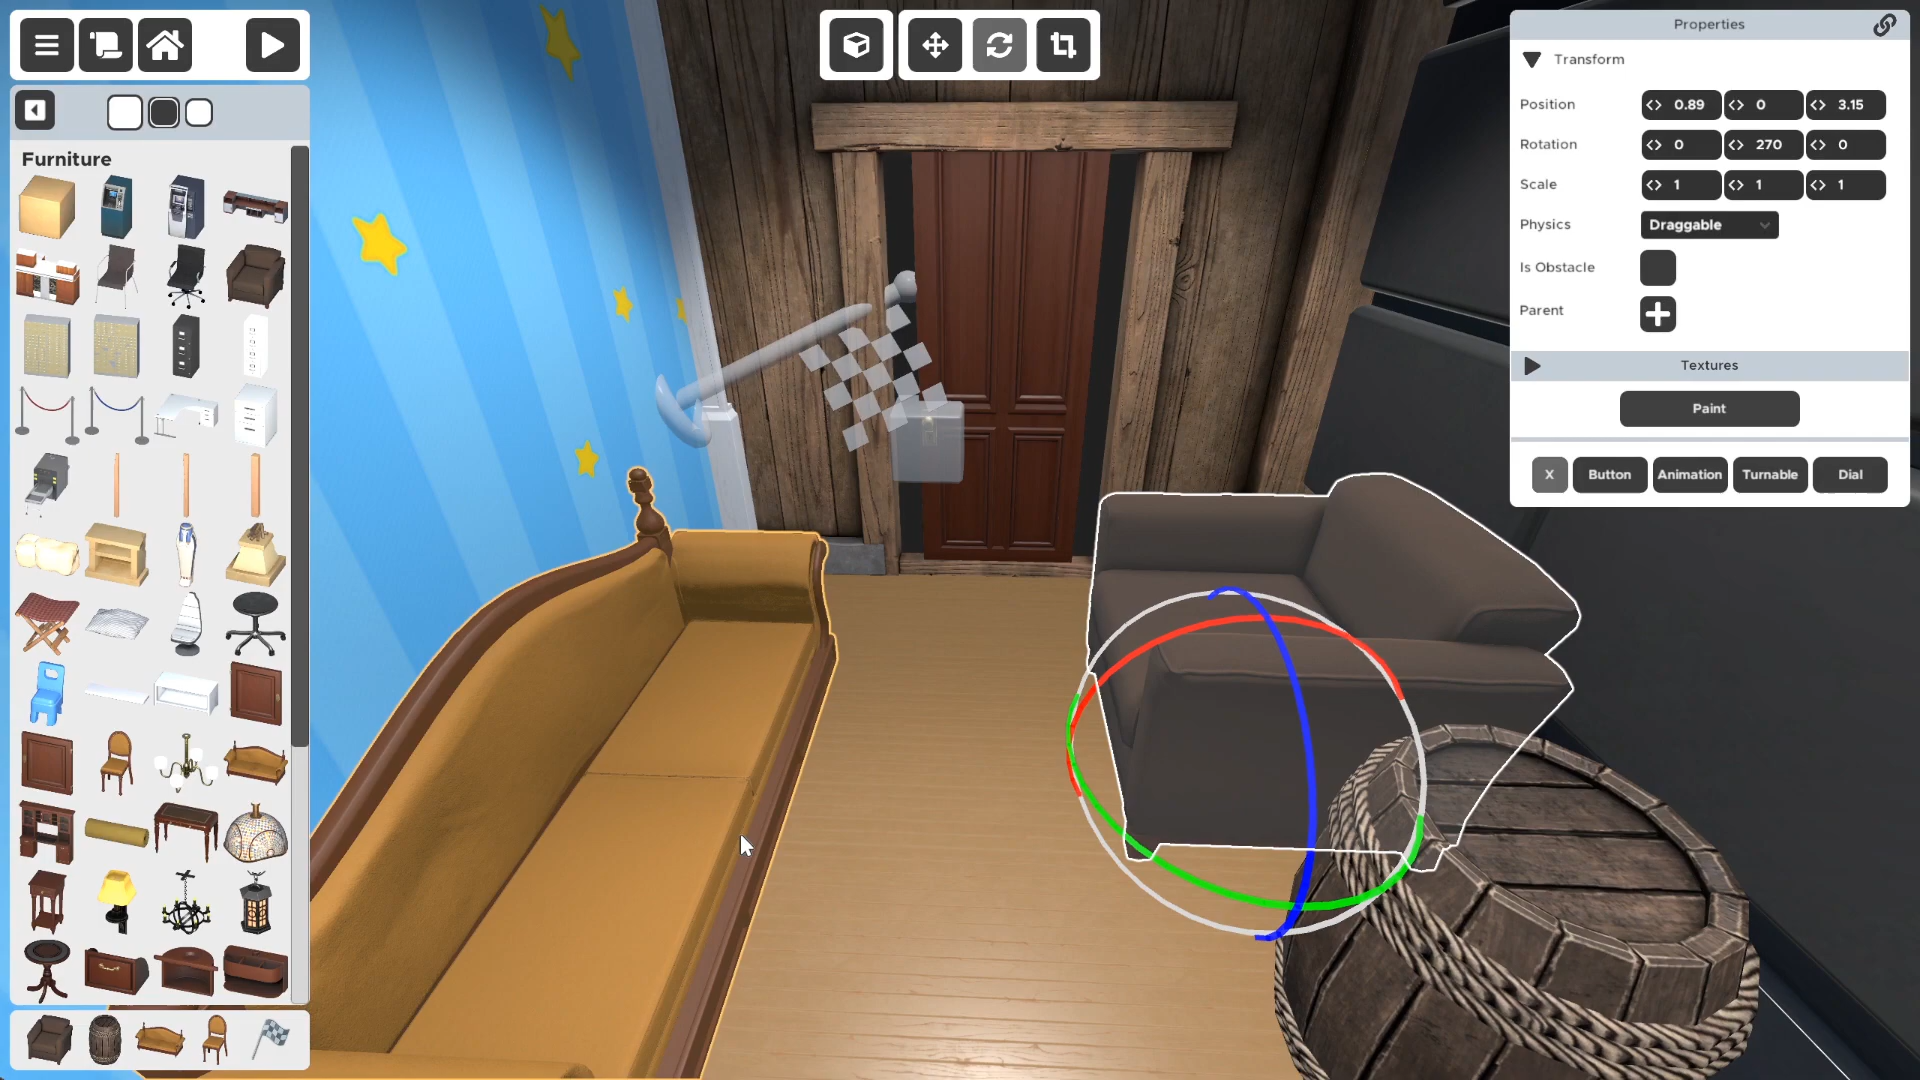 Furniture
Properties
Transform
Position 0.89 0 3.15
Rotation 0 270 0
Scale 1 1 1
Physics Draggable
Is Obstacle
Parent
Textures
Paint
X Button Animation Turnable Dial